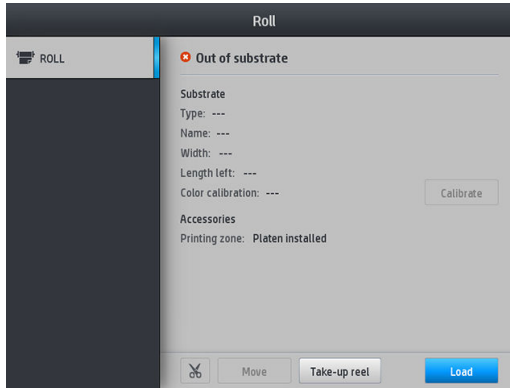 Roll
ROLL
Out of substrate
Substrate
Type: ---
Name: ---
Width: ---
Length left: ---
Color calibration: ---
Calibrate
Accessories
Printing zone: Platen installed
Move
Take-up reel
Load